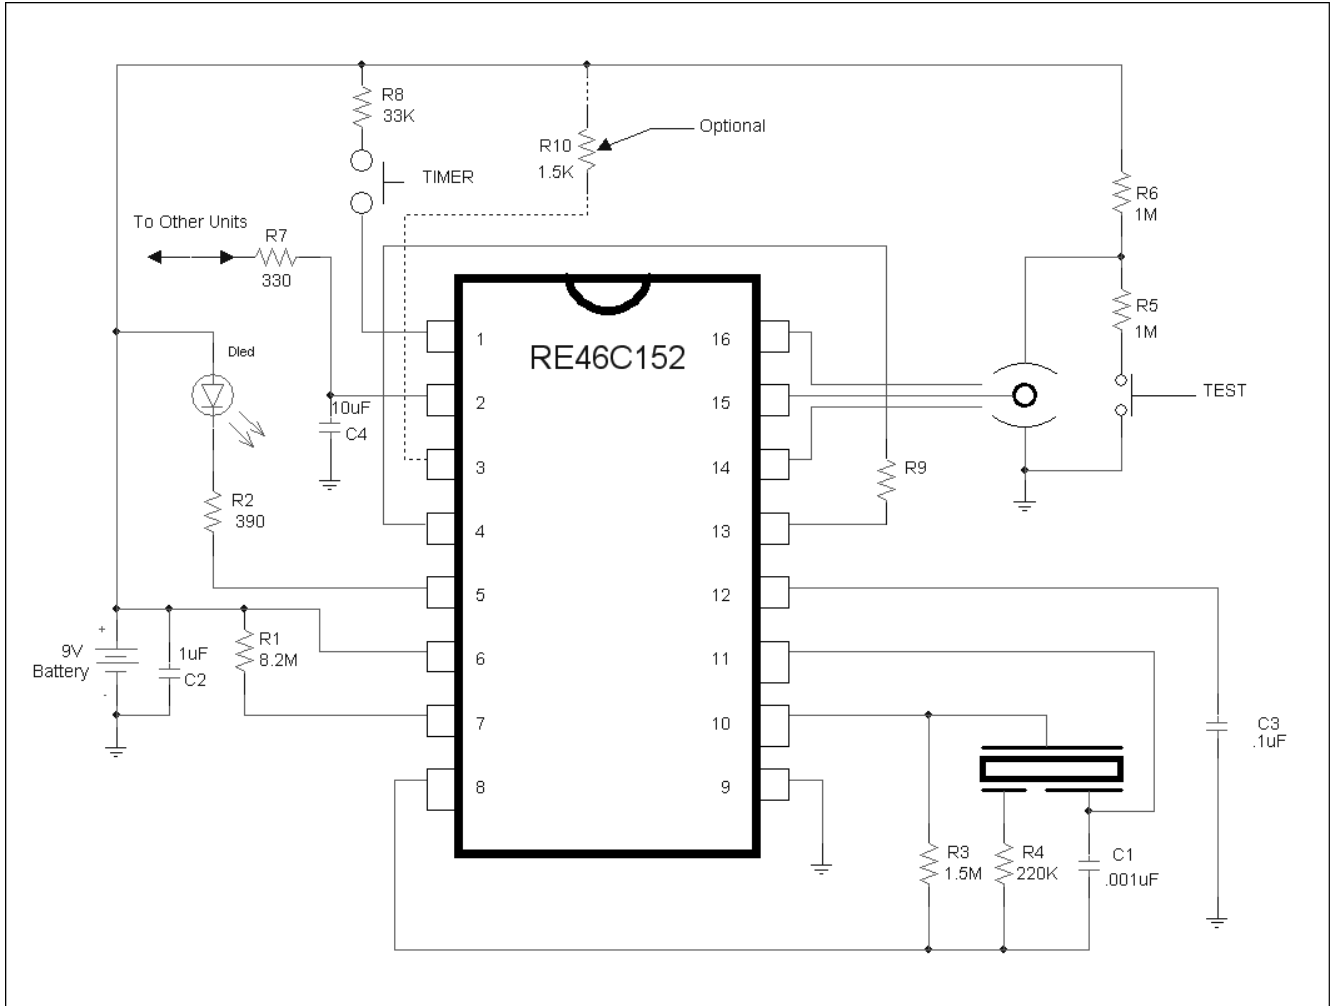 R8
33K
Optional
R10
1.5K
TIMER
R6
1M
To Other Units
R7
330
R5
1M
1
16
RE46C152
Dled
TEST
2
15
10uF
C4
3
14
R9
R2
390
4
13
5
12
+
9V
Battery
-
1uF
C2
R1
8.2M
6
11
7
10
C3
.1uF
8
9
R3
1.5M
R4
220K
C1
.001uF